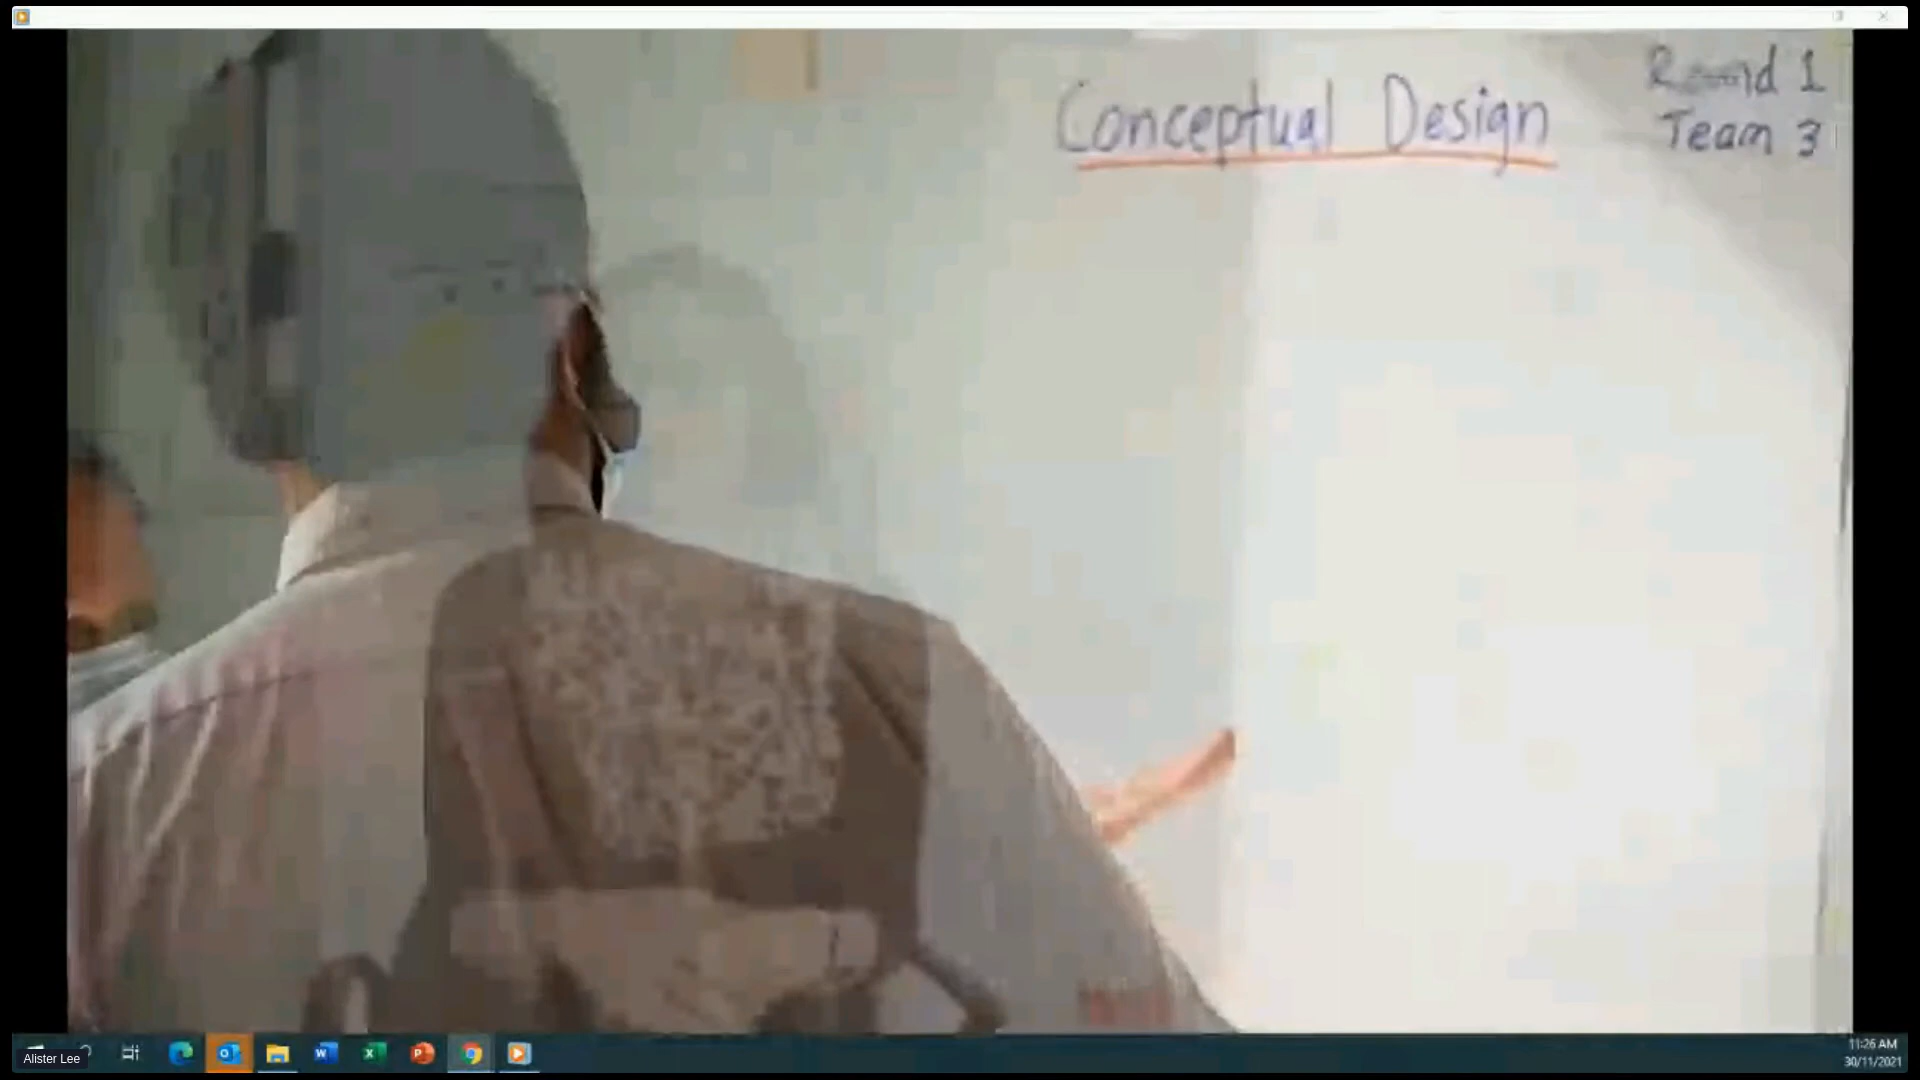 Round 1
Conceptual Design
Team 3
Alister Lee
11:26 AM
30/11/2021